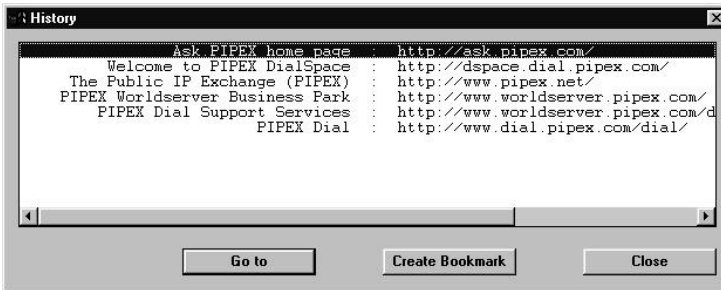 History
Ask PIPEX home page : http://ask.pipex.com/
Welcome to PIPEX DialSpace : http://dspace.dial.pipex.com/
The Public IP Exchange (PIPEX) : http://www.pipex.net/
PIPEX Worldserver Business Park : http://www.worldserver.pipex.com/
PIPEX Dial Support Services : http://www.worldserver.pipex.com/d
PIPEX Dial : http://www.dial.pipex.com/dial/
Go to Create Bookmark Close